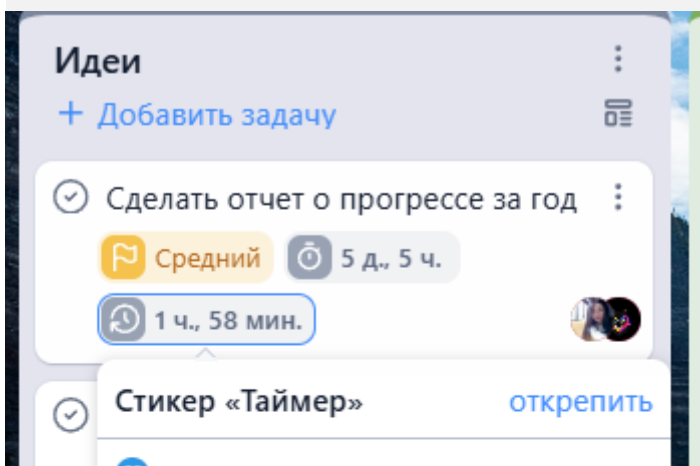 Идеи
+ Добавить задачу
Сделать отчет о прогрессе за год
Средний 5 д., 5 ч.
1 ч., 58 мин.
Стикер «Таймер» открепить